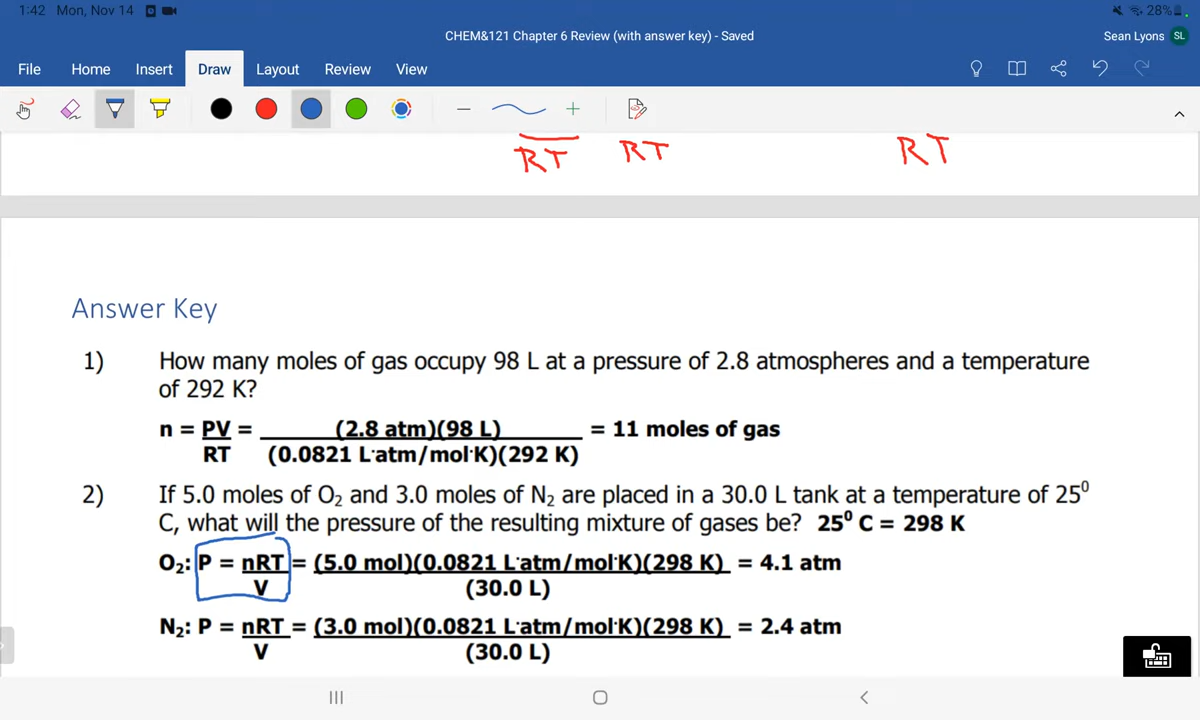 1:42 Mon, Nov 14 28%
CHEM&121 Chapter 6 Review (with answer key) - Saved
Sean Lyons SL
File Home Insert Draw Layout Review View
RT RT RT
Answer Key
1) How many moles of gas occupy 98 L at a pressure of 2.8 atmospheres and a temperature
of 292 K?
n = PV = (2.8 atm)(98 L) = 11 moles of gas
RT (0.0821 L·atm/mol·K)(292 K)
2) If 5.0 moles of O₂ and 3.0 moles of N₂ are placed in a 30.0 L tank at a temperature of 25⁰
C, what will the pressure of the resulting mixture of gases be? 25⁰ C = 298 K
O₂: P = nRT = (5.0 mol)(0.0821 L·atm/mol·K)(298 K) = 4.1 atm
V (30.0 L)
N₂: P = nRT = (3.0 mol)(0.0821 L·atm/mol·K)(298 K) = 2.4 atm
V (30.0 L)